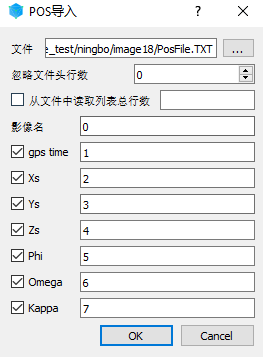 POS导入
?
文件 e_test/ningbo/image18/PosFile.TXT ...
忽略文件头行数 0
从文件中读取列表总行数
影像名 0
gps time 1
Xs 2
Ys 3
Zs 4
Phi 5
Omega 6
Kappa 7
OK Cancel